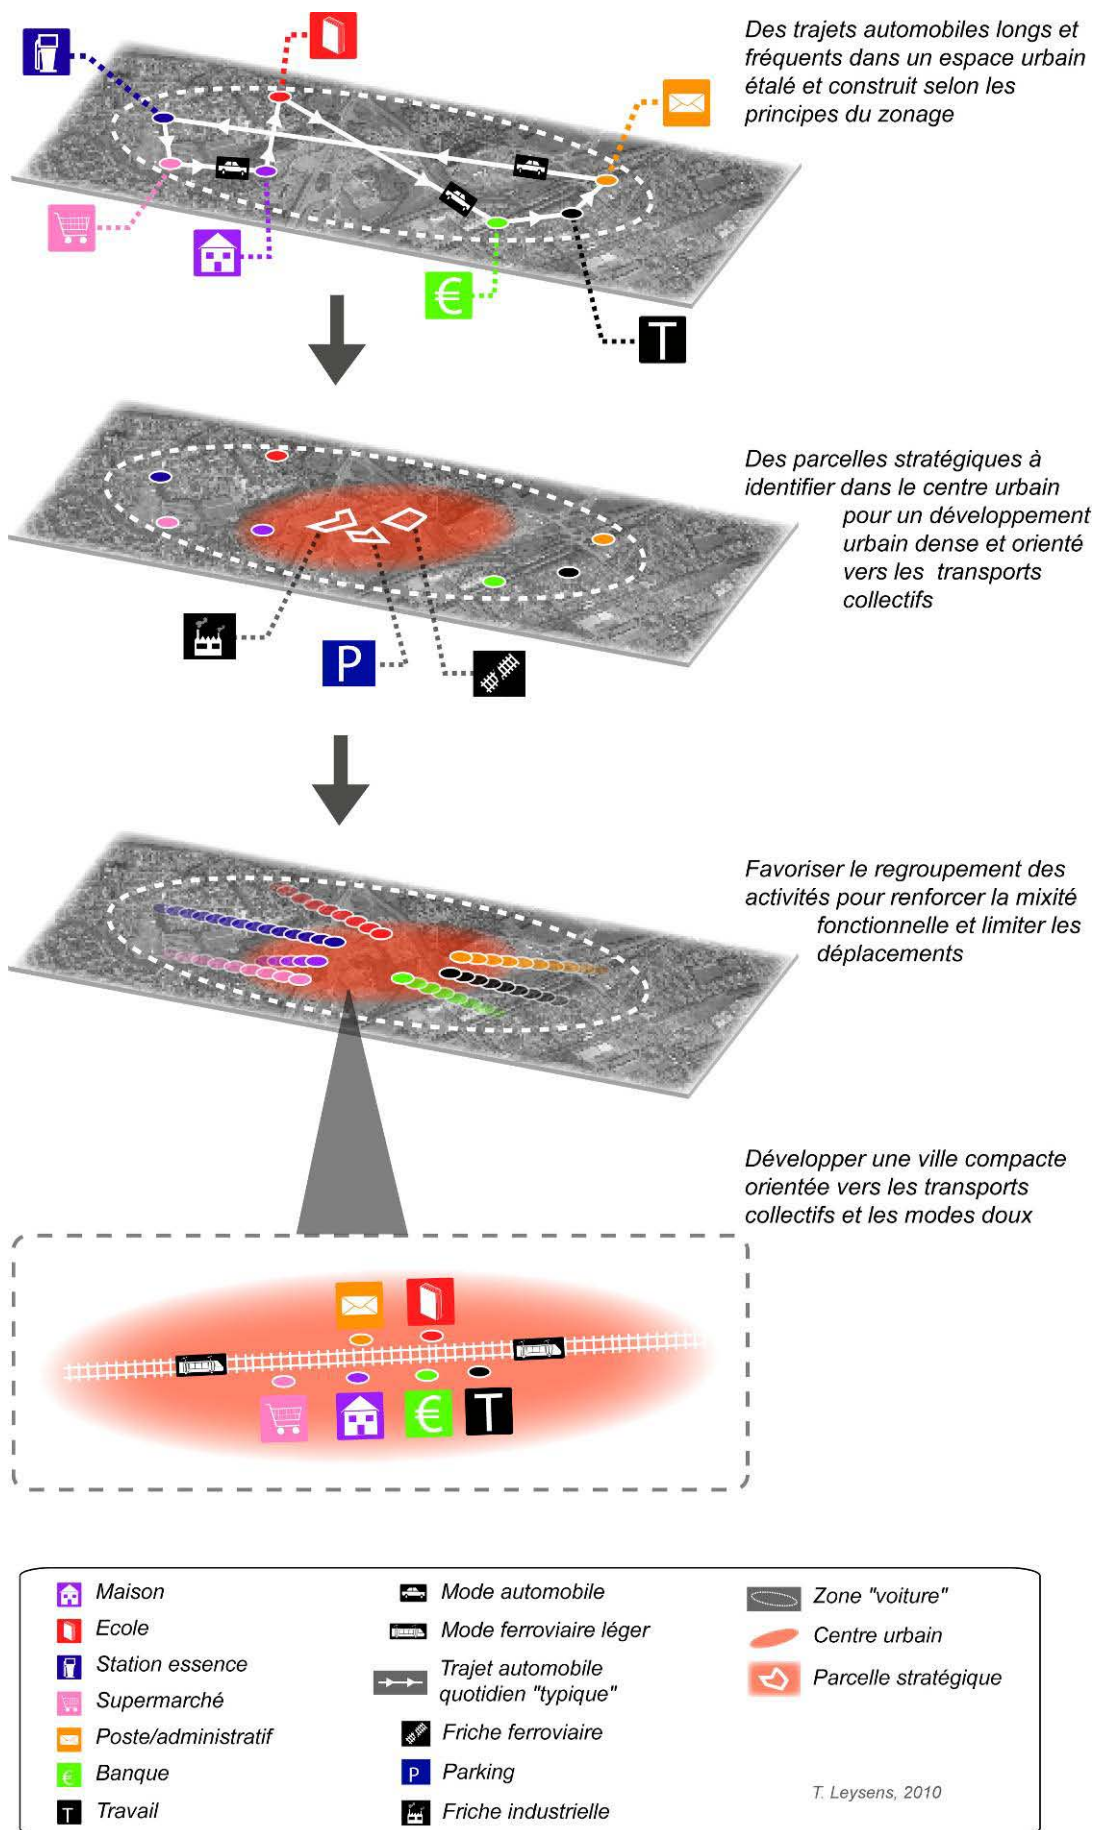 Des trajets automobiles longs et
fréquents dans un espace urbain
étalé et construit selon les
principes du zonage
€
T
Des parcelles stratégiques à
identifier dans le centre urbain
pour un développement
urbain dense et orienté
vers les transports
collectifs
P
Favoriser le regroupement des
activités pour renforcer la mixité
fonctionnelle et limiter les
déplacements
Développer une ville compacte
orientée vers les transports
collectifs et les modes doux
€
T
Maison
Ecole
Station essence
Supermarché
Poste/administratif
€ Banque
T Travail
Mode automobile
Mode ferroviaire léger
Trajet automobile
quotidien "typique"
Friche ferroviaire
P Parking
Friche industrielle
Zone "voiture"
Centre urbain
Parcelle stratégique
T. Leysens, 2010